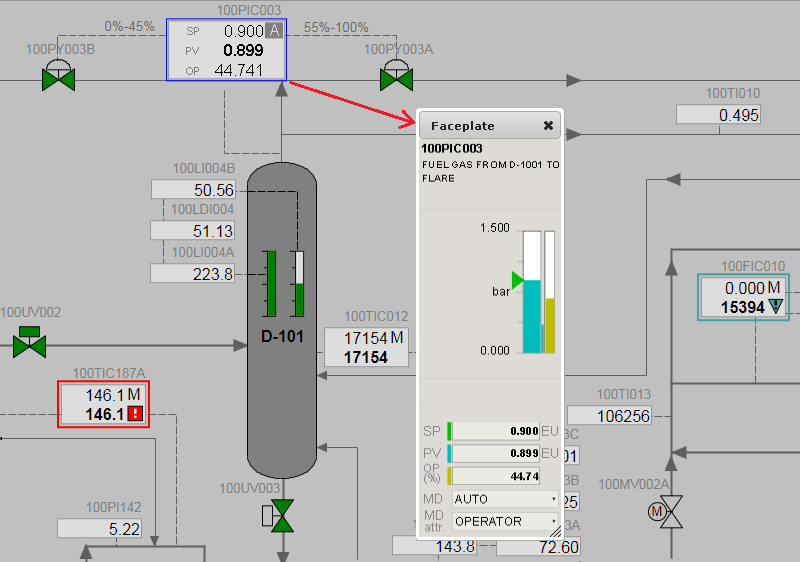 100PIC003
0%-45%
SP 0.900 A
55%-100%
100PY003B
PV 0.899
100PY003A
OP 44.741
100TI010
0.495
Faceplate
100PIC003
FUEL GAS FROM D-1001 TO
FLARE
100LI004B
50.56
100LDI004
51.13
100LI004A
223.8
1.500
bar
0.000
100FIC010
0.000 M
15394 !
100UV002
100TIC012
17154 M
17154
D-101
100TIC187A
146.1 M
146.1 !
100TI013
106256
SP 0.900 EU
3C
PV 0.899 EU
01
OP
(%) 44.74
3B
25
MD AUTO
MD
attr. OPERATOR
3A
100UV003
100MV002A
M
100PI142
5.22
143.8
72.60